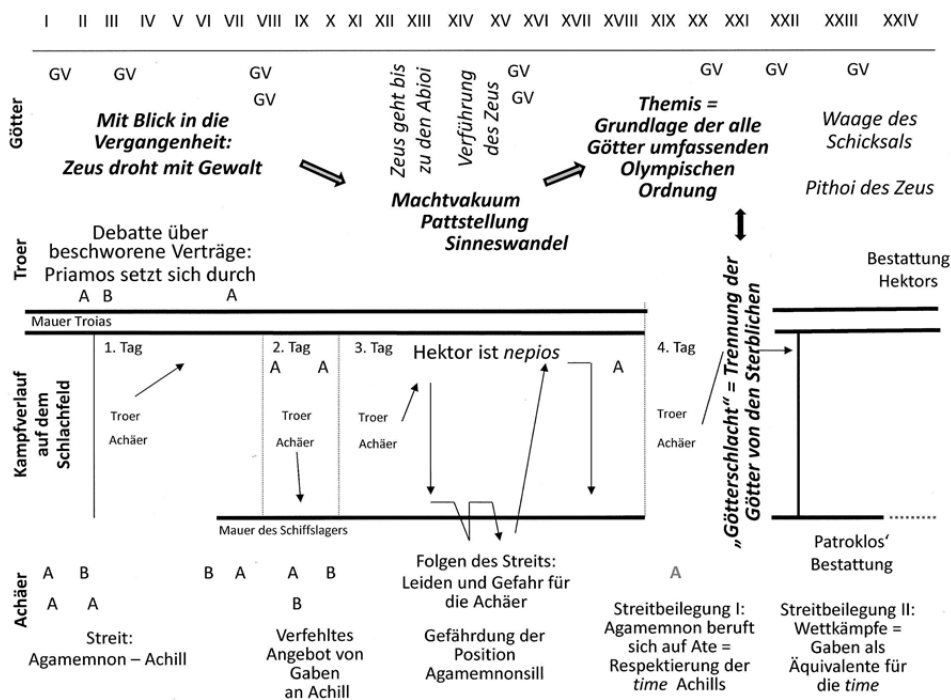 I II III IV V VI VII VIII IX X XI XII XIII XIV XV XVI XVII XVIII XIX XX XXI XXII XXIII XXIV
Götter
GV GV GV GV GV GV GV
GV GV
Mit Blick in die
Vergangenheit:
Zeus droht mit Gewalt
Zeus geht bis
zu den Abioi
Verführung
des Zeus
Machtvakuum
Pattstellung
Sinneswandel
Themis =
Grundlage der alle
Götter umfassenden
Olympischen
Ordnung
Waage des
Schicksals
Pithoi des Zeus
Troer
Debatte über
beschworene Verträge:
Priamos setzt sich durch
A B A
Bestattung
Hektors
Mauer Troias
Kampfverlauf
auf dem
Schlachfeld
1. Tag
Troer
Achäer
2. Tag
A A
Troer
Achäer
3. Tag
Hektor ist nepios
A
Troer
Achäer
4. Tag
Troer
Achäer
„Götterschlacht“ = Trennung der
Götter von den Sterblichen
Mauer des Schiffslagers
Achäer
A B B A A B A
A A B
Streit:
Agamemnon – Achill
Verfehltes
Angebot von
Gaben
an Achill
Folgen des Streits:
Leiden und Gefahr für
die Achäer
Gefährdung der
Position
Agamemnonsill
Streitbeilegung I:
Agamemnon beruft
sich auf Ate =
Respektierung der
time Achills
Patroklos‘
Bestattung
Streitbeilegung II:
Wettkämpfe =
Gaben als
Äquivalente für
die time